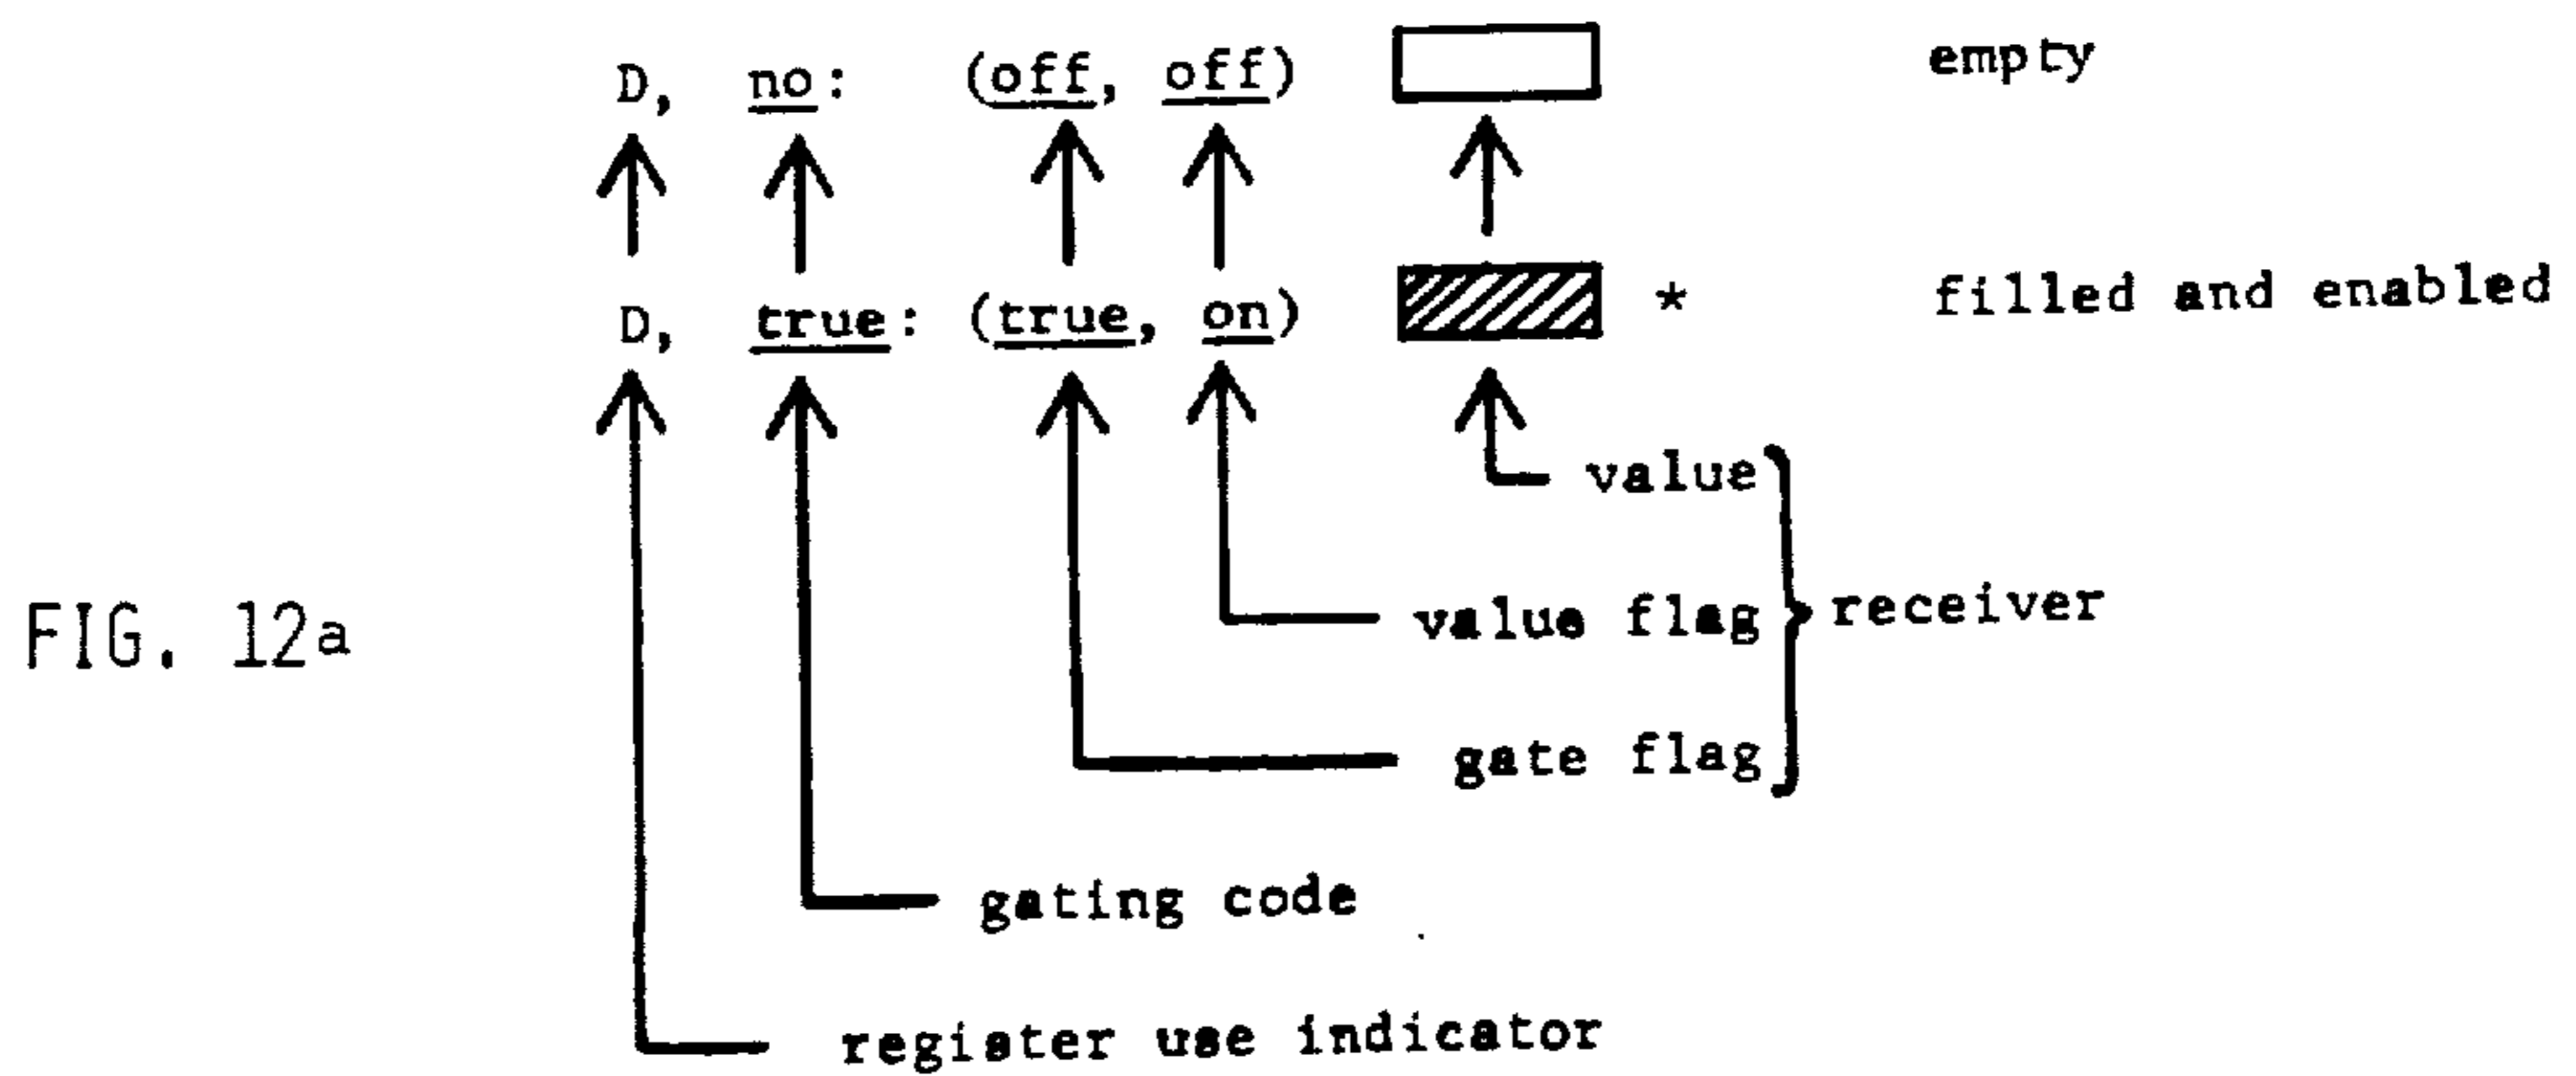 D, no: (off, off) empty
D, true: (true, on) * filled and enabled
value
value flag
receiver
FIG. 12a
gate flag
gating code
register use indicator